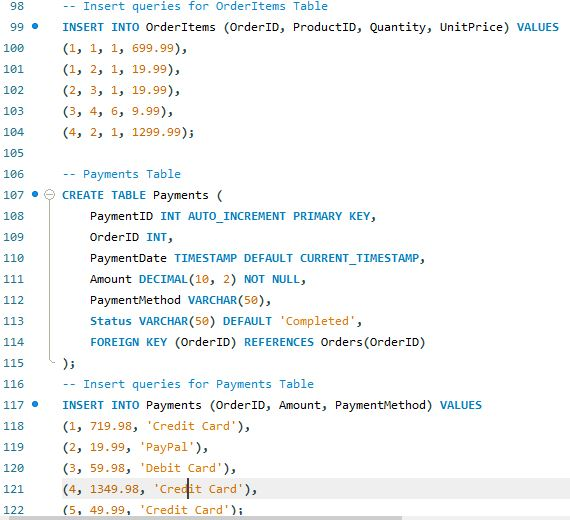 98 -- Insert queries for OrderItems Table
99 INSERT INTO OrderItems (OrderID, ProductID, Quantity, UnitPrice) VALUES
100 (1, 1, 1, 699.99),
101 (1, 2, 1, 19.99),
102 (2, 3, 1, 19.99),
103 (3, 4, 6, 9.99),
104 (4, 2, 1, 1299.99);
105
106 -- Payments Table
107 CREATE TABLE Payments (
108 PaymentID INT AUTO_INCREMENT PRIMARY KEY,
109 OrderID INT,
110 PaymentDate TIMESTAMP DEFAULT CURRENT_TIMESTAMP,
111 Amount DECIMAL(10, 2) NOT NULL,
112 PaymentMethod VARCHAR(50),
113 Status VARCHAR(50) DEFAULT 'Completed',
114 FOREIGN KEY (OrderID) REFERENCES Orders(OrderID)
115 );
116 -- Insert queries for Payments Table
117 INSERT INTO Payments (OrderID, Amount, PaymentMethod) VALUES
118 (1, 719.98, 'Credit Card'),
119 (2, 19.99, 'PayPal'),
120 (3, 59.98, 'Debit Card'),
121 (4, 1349.98, 'Credit Card'),
122 (5, 49.99, 'Credit Card');